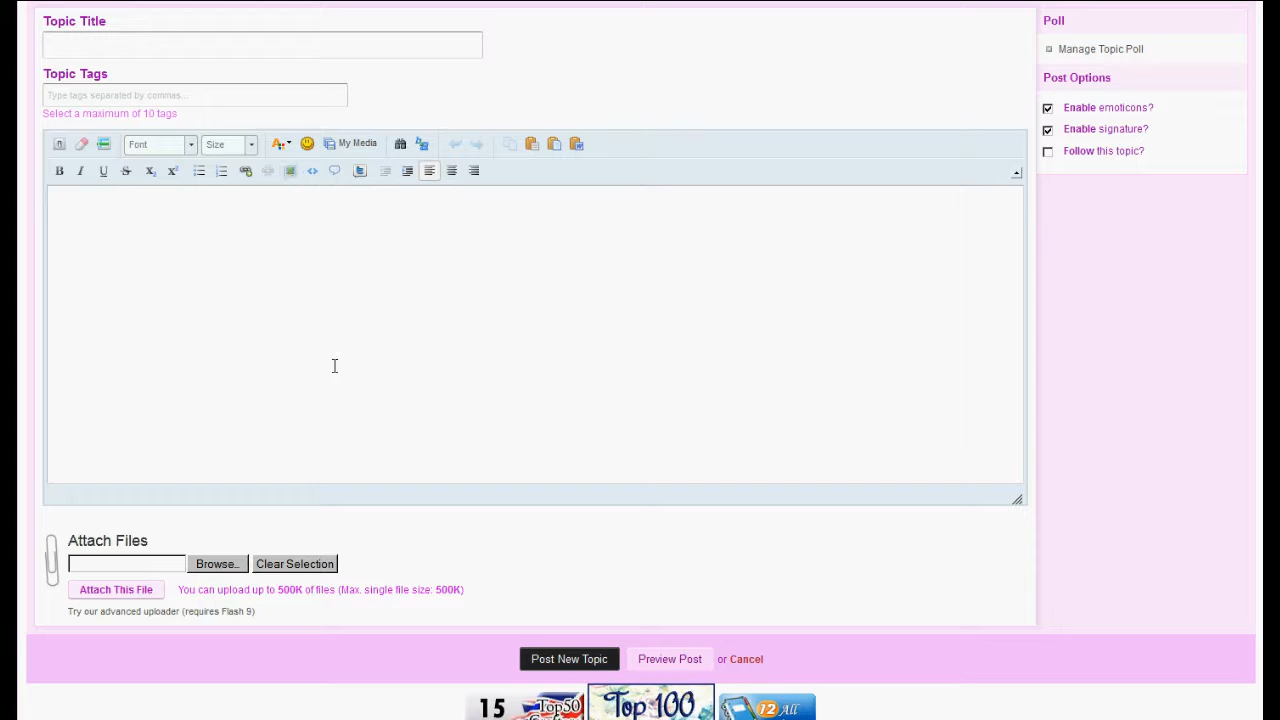 Topic Title
Topic Tags
Type tags separated by commas...
Select a maximum of 10 tags
Font
Size
My Media
Attach Files
Browse...
Clear Selection
Attach This File
You can upload up to 500K of files (Max. single file size: 500K)
Try our advanced uploader (requires Flash 9)
Poll
Manage Topic Poll
Post Options
Enable emoticons?
Enable signature?
Follow this topic?
Post New Topic
Preview Post
or Cancel
15
Top50
Top 100
12 All